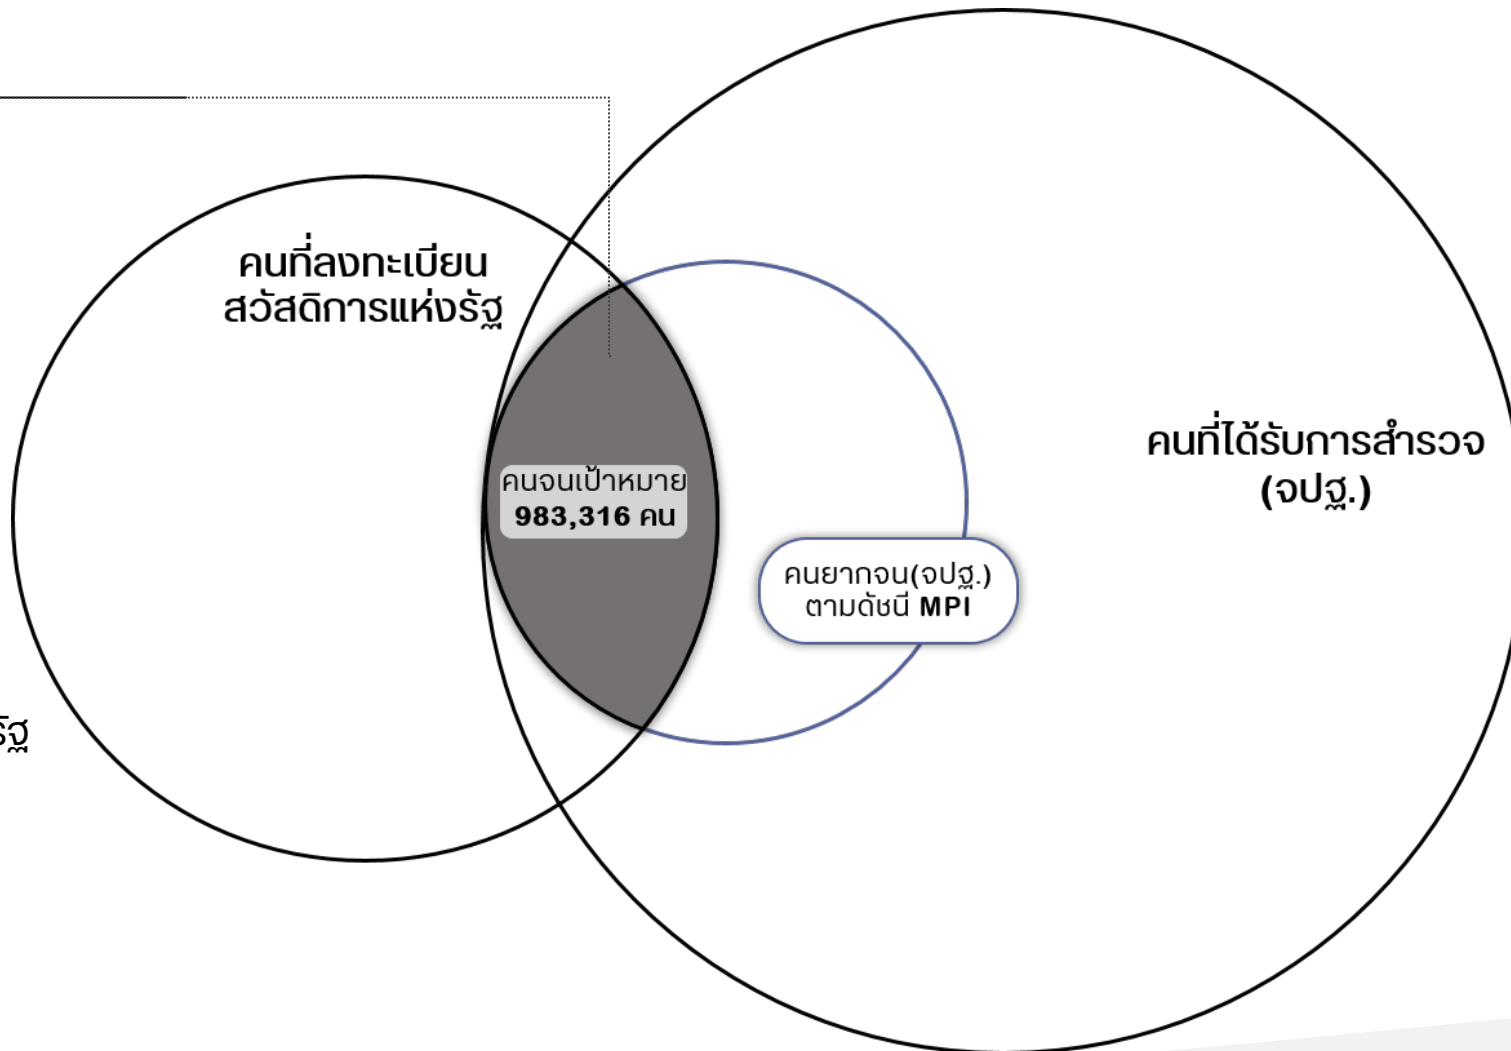 คนที่ลงทะเบียน
สวัสดิการแห่งรัฐ
คนที่ได้รับการสำรวจ
(จปฐ.)
คนจนเป้าหมาย
983,316 คน
คนยากจน(จปฐ.)
ตามดัชนี MPI
รัฐ